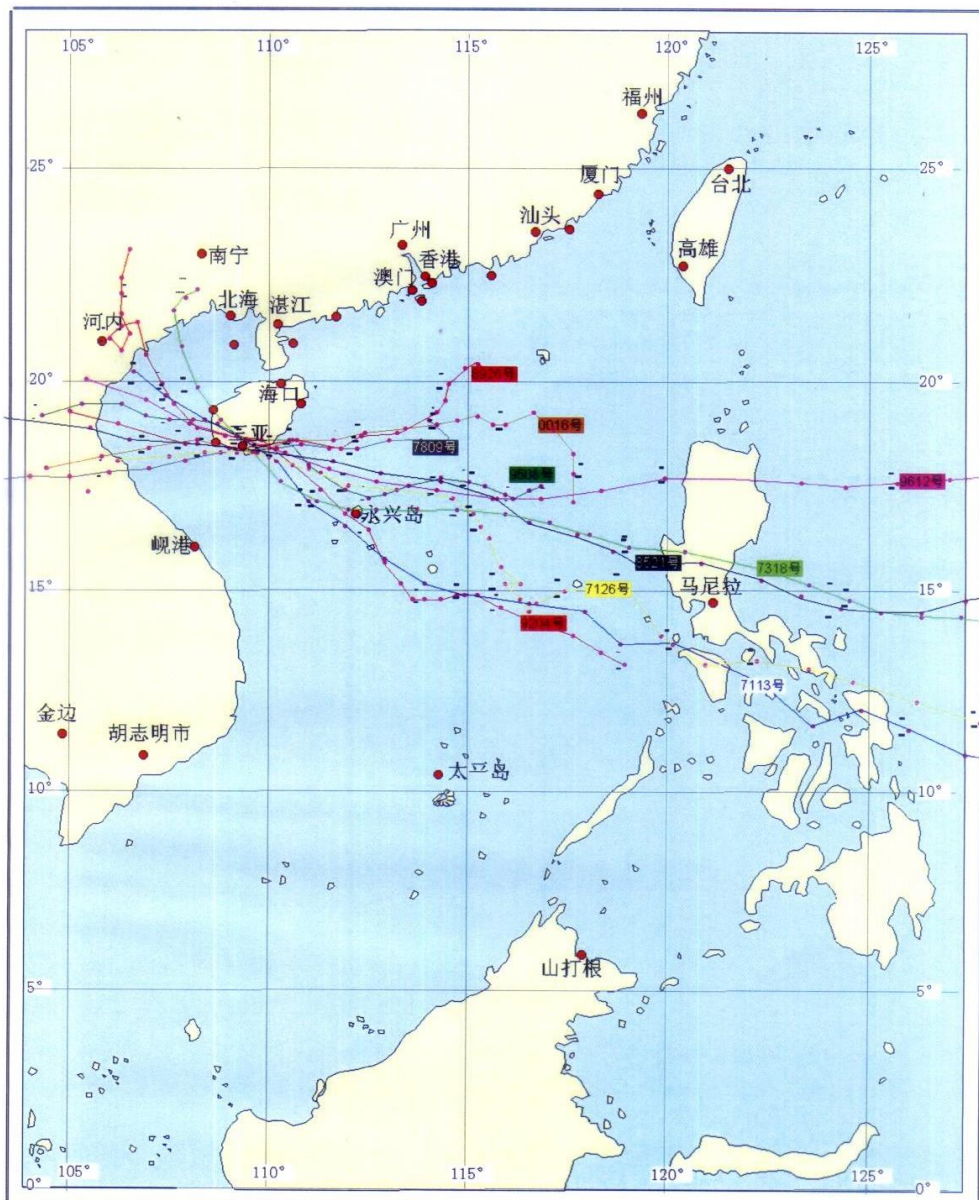 105°
110°
115°
120°
125°
福州
25°
25°
厦门
台北
汕头
广州
南宁
高雄
香港
澳门
北海
湛江
河内
20°
20°
海口
0016号
三亚
7809号
9612号
永兴岛
岘港
7318号
7126号
15°
15°
马尼拉
7113号
金边
胡志明市
太平岛
10°
10°
山打根
5°
5°
105°
110°
115°
120°
125°
0°
0°